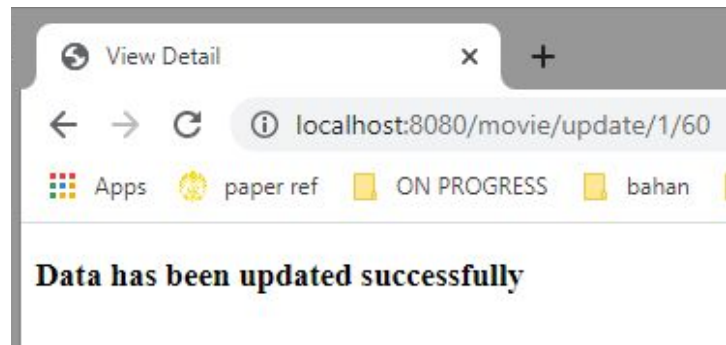 View Detail
localhost:8080/movie/update/1/60
Apps paper ref ON PROGRESS bahan
Data has been updated successfully